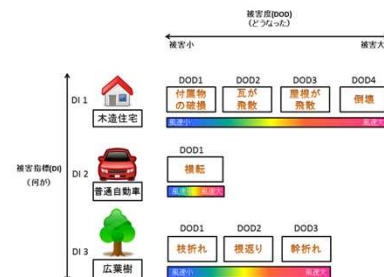 被害度(DOD)
(どうなった)
被害小
被害大
DOD1
DOD2
DOD3
DOD4
DI 1
付属物
の破損
瓦が
飛散
屋根が
飛散
倒壊
木造住宅
風速小
風速大
被害指標(DI)
(何が)
DOD1
DI 2
横転
普通自動車
風速小
風速大
DOD1
DOD2
DOD3
DI 3
枝折れ
根返り
幹折れ
広葉樹
風速小
風速大